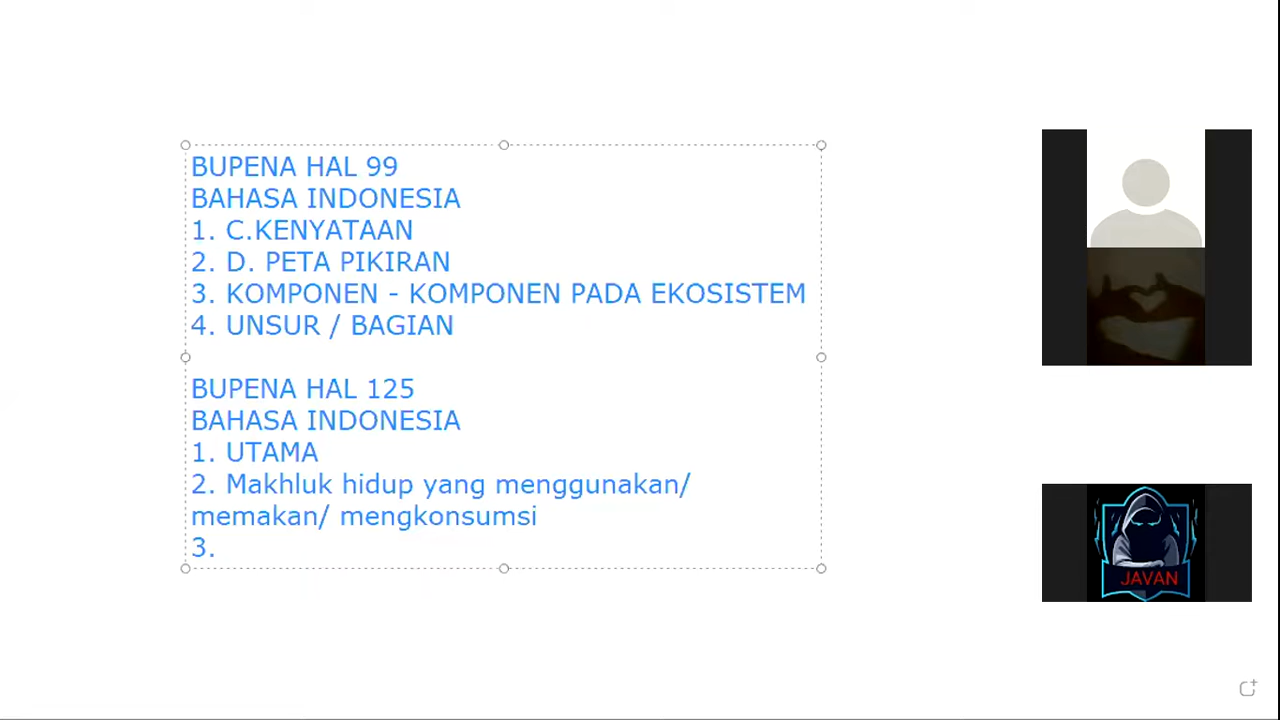 BUPENA HAL 99
BAHASA INDONESIA
1. C.KENYATAAN
2. D. PETA PIKIRAN
3. KOMPONEN - KOMPONEN PADA EKOSISTEM
4. UNSUR / BAGIAN
BUPENA HAL 125
BAHASA INDONESIA
1. UTAMA
2. Makhluk hidup yang menggunakan/
memakan/ mengkonsumsi
3.
JAVAN